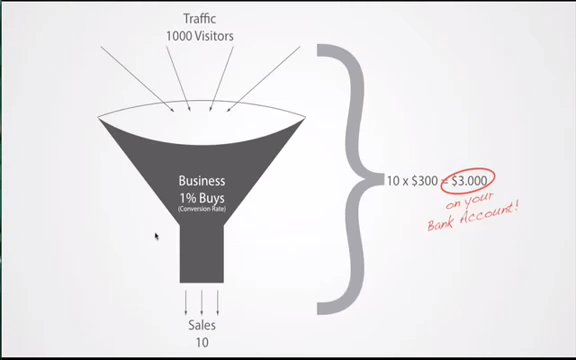 Traffic
1000 Visitors
Business
1% Buys
(Conversion Rate)
10 x $300 = $3.000
on your
Bank Account!
Sales
10